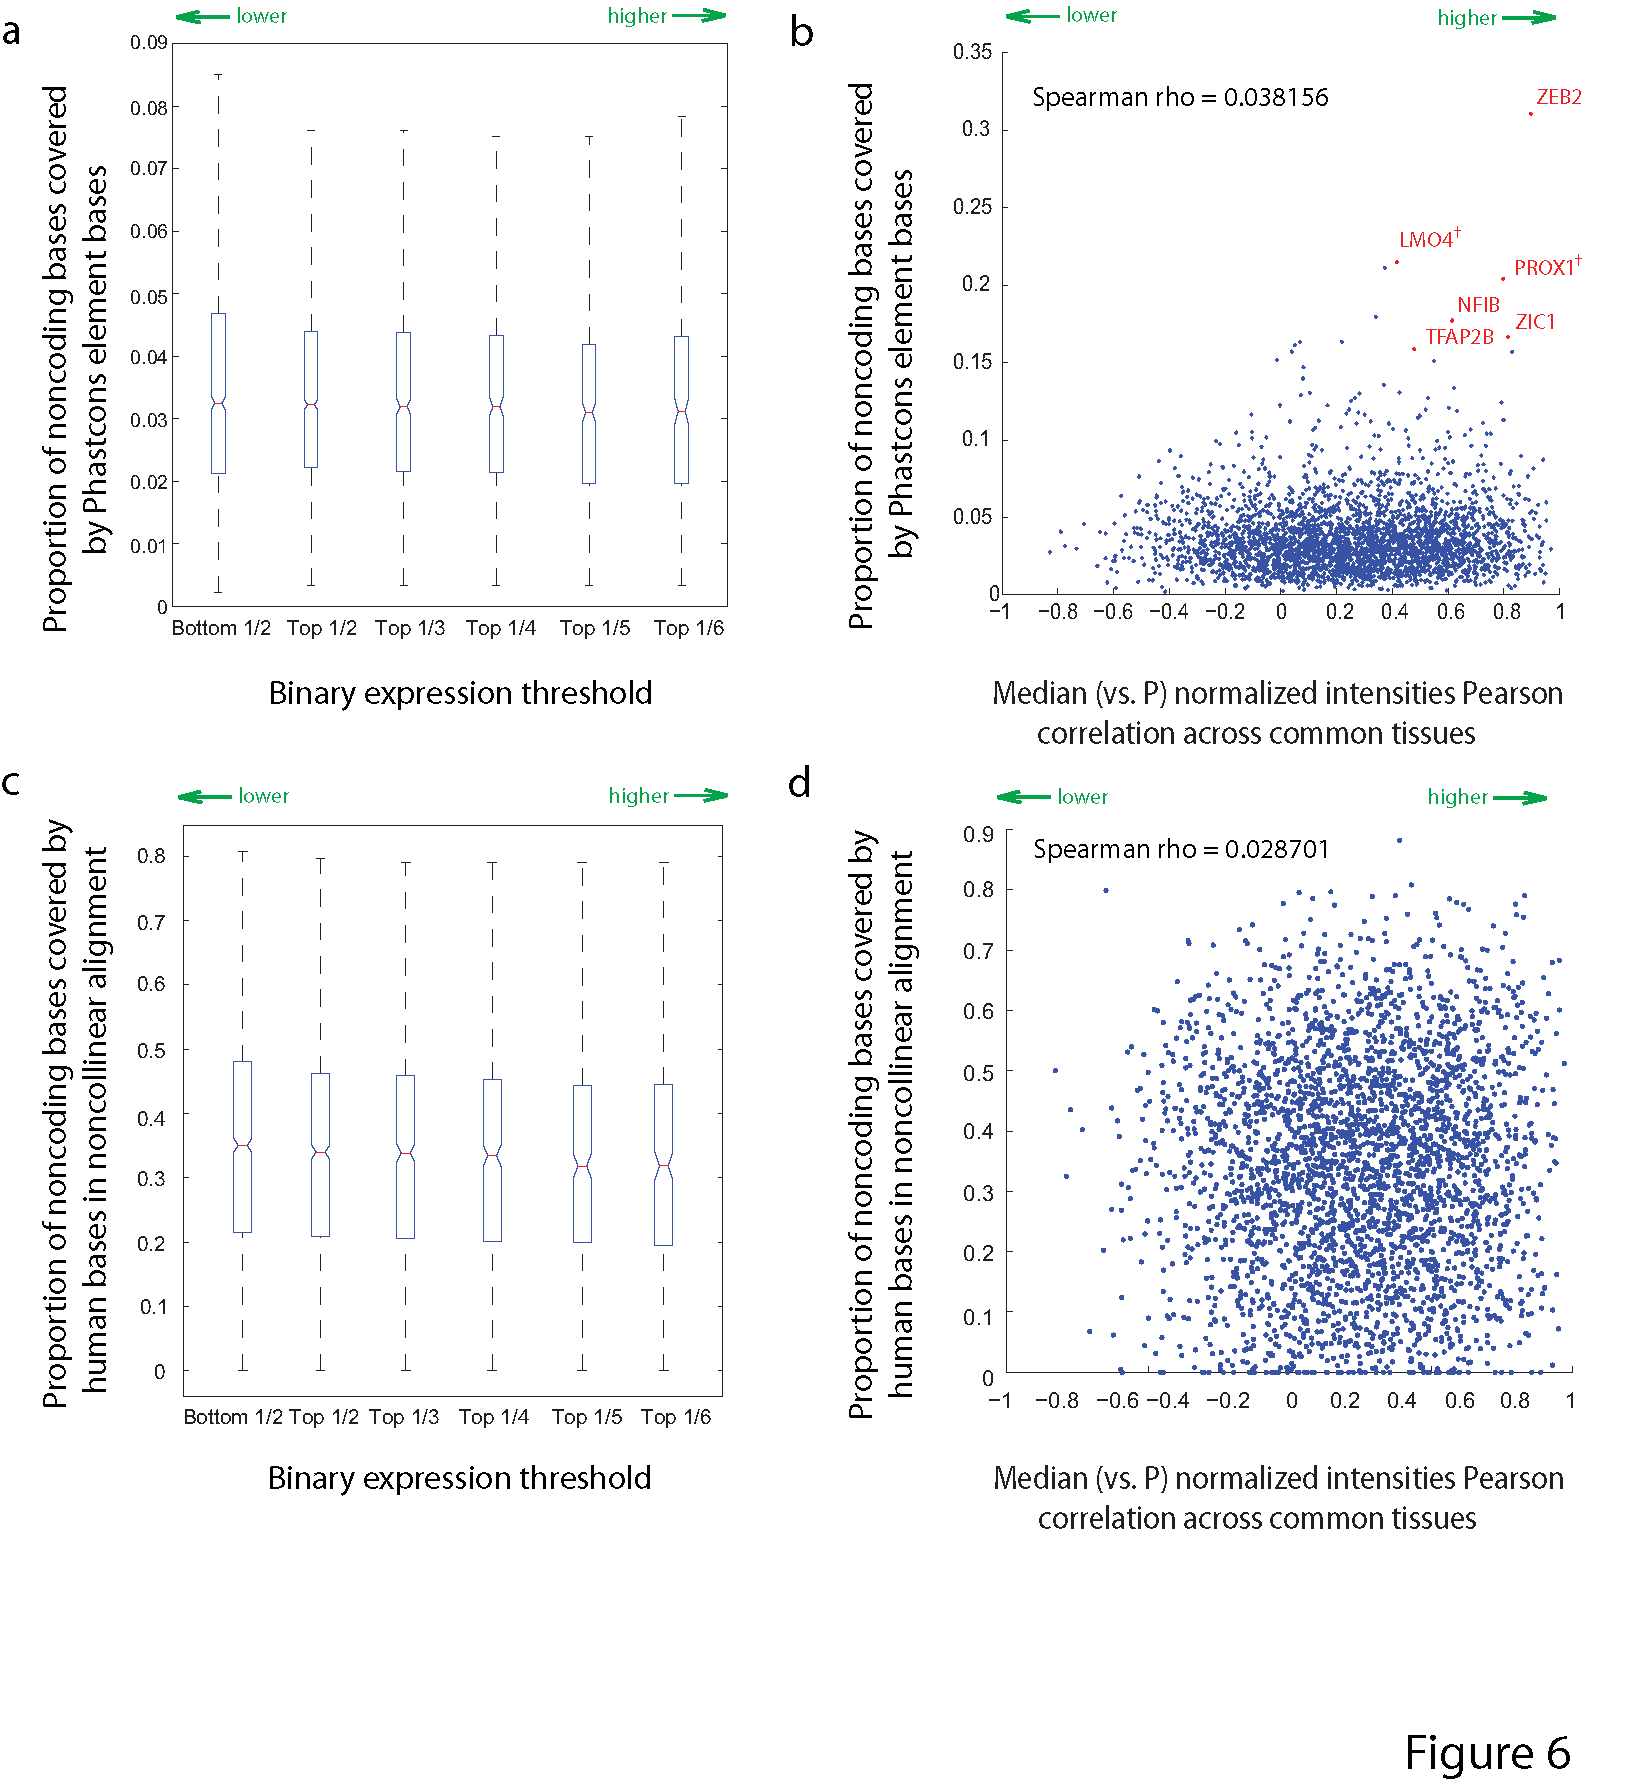 a
lower
higher
0.09
0.08
0.07
0.06
0.05
0.04
0.03
0.02
0.01
0
Proportion of noncoding bases covered
by Phastcons element bases
Bottom 1/2 Top 1/2 Top 1/3 Top 1/4 Top 1/5 Top 1/6
Binary expression threshold
b
lower
higher
0.35
0.3
0.25
0.2
0.15
0.1
0.05
0
Proportion of noncoding bases covered
by Phastcons element bases
Spearman rho = 0.038156
ZEB2
LMO4†
PROX1†
NFIB
ZIC1
TFAP2B
−1 −0.8 −0.6 −0.4 −0.2 0 0.2 0.4 0.6 0.8 1
Median (vs. P) normalized intensities Pearson
correlation across common tissues
c
lower
higher
0.8
0.7
0.6
0.5
0.4
0.3
0.2
0.1
0
Proportion of noncoding bases covered by
human bases in noncollinear alignment
Bottom 1/2 Top 1/2 Top 1/3 Top 1/4 Top 1/5 Top 1/6
Binary expression threshold
d
lower
higher
0.9
0.8
0.7
0.6
0.5
0.4
0.3
0.2
0.1
0
Proportion of noncoding bases covered by
human bases in noncollinear alignment
Spearman rho = 0.028701
−1 −0.8 −0.6 −0.4 −0.2 0 0.2 0.4 0.6 0.8 1
Median (vs. P) normalized intensities Pearson
correlation across common tissues
Figure 6